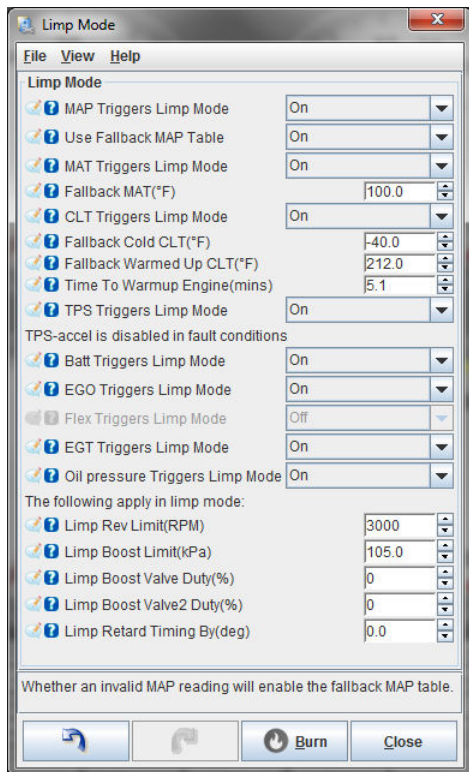 Limp Mode
x
File View Help
Limp Mode
? MAP Triggers Limp Mode On
? Use Fallback MAP Table On
? MAT Triggers Limp Mode On
? Fallback MAT(°F) 100.0
? CLT Triggers Limp Mode On
? Fallback Cold CLT(°F) -40.0
? Fallback Warmed Up CLT(°F) 212.0
? Time To Warmup Engine(mins) 5.1
? TPS Triggers Limp Mode On
TPS-accel is disabled in fault conditions
? Batt Triggers Limp Mode On
? EGO Triggers Limp Mode On
? Flex Triggers Limp Mode Off
? EGT Triggers Limp Mode On
? Oil pressure Triggers Limp Mode On
The following apply in limp mode:
? Limp Rev Limit(RPM) 3000
? Limp Boost Limit(kPa) 105.0
? Limp Boost Valve Duty(%) 0
? Limp Boost Valve2 Duty(%) 0
? Limp Retard Timing By(deg) 0.0
Whether an invalid MAP reading will enable the fallback MAP table.
Burn Close